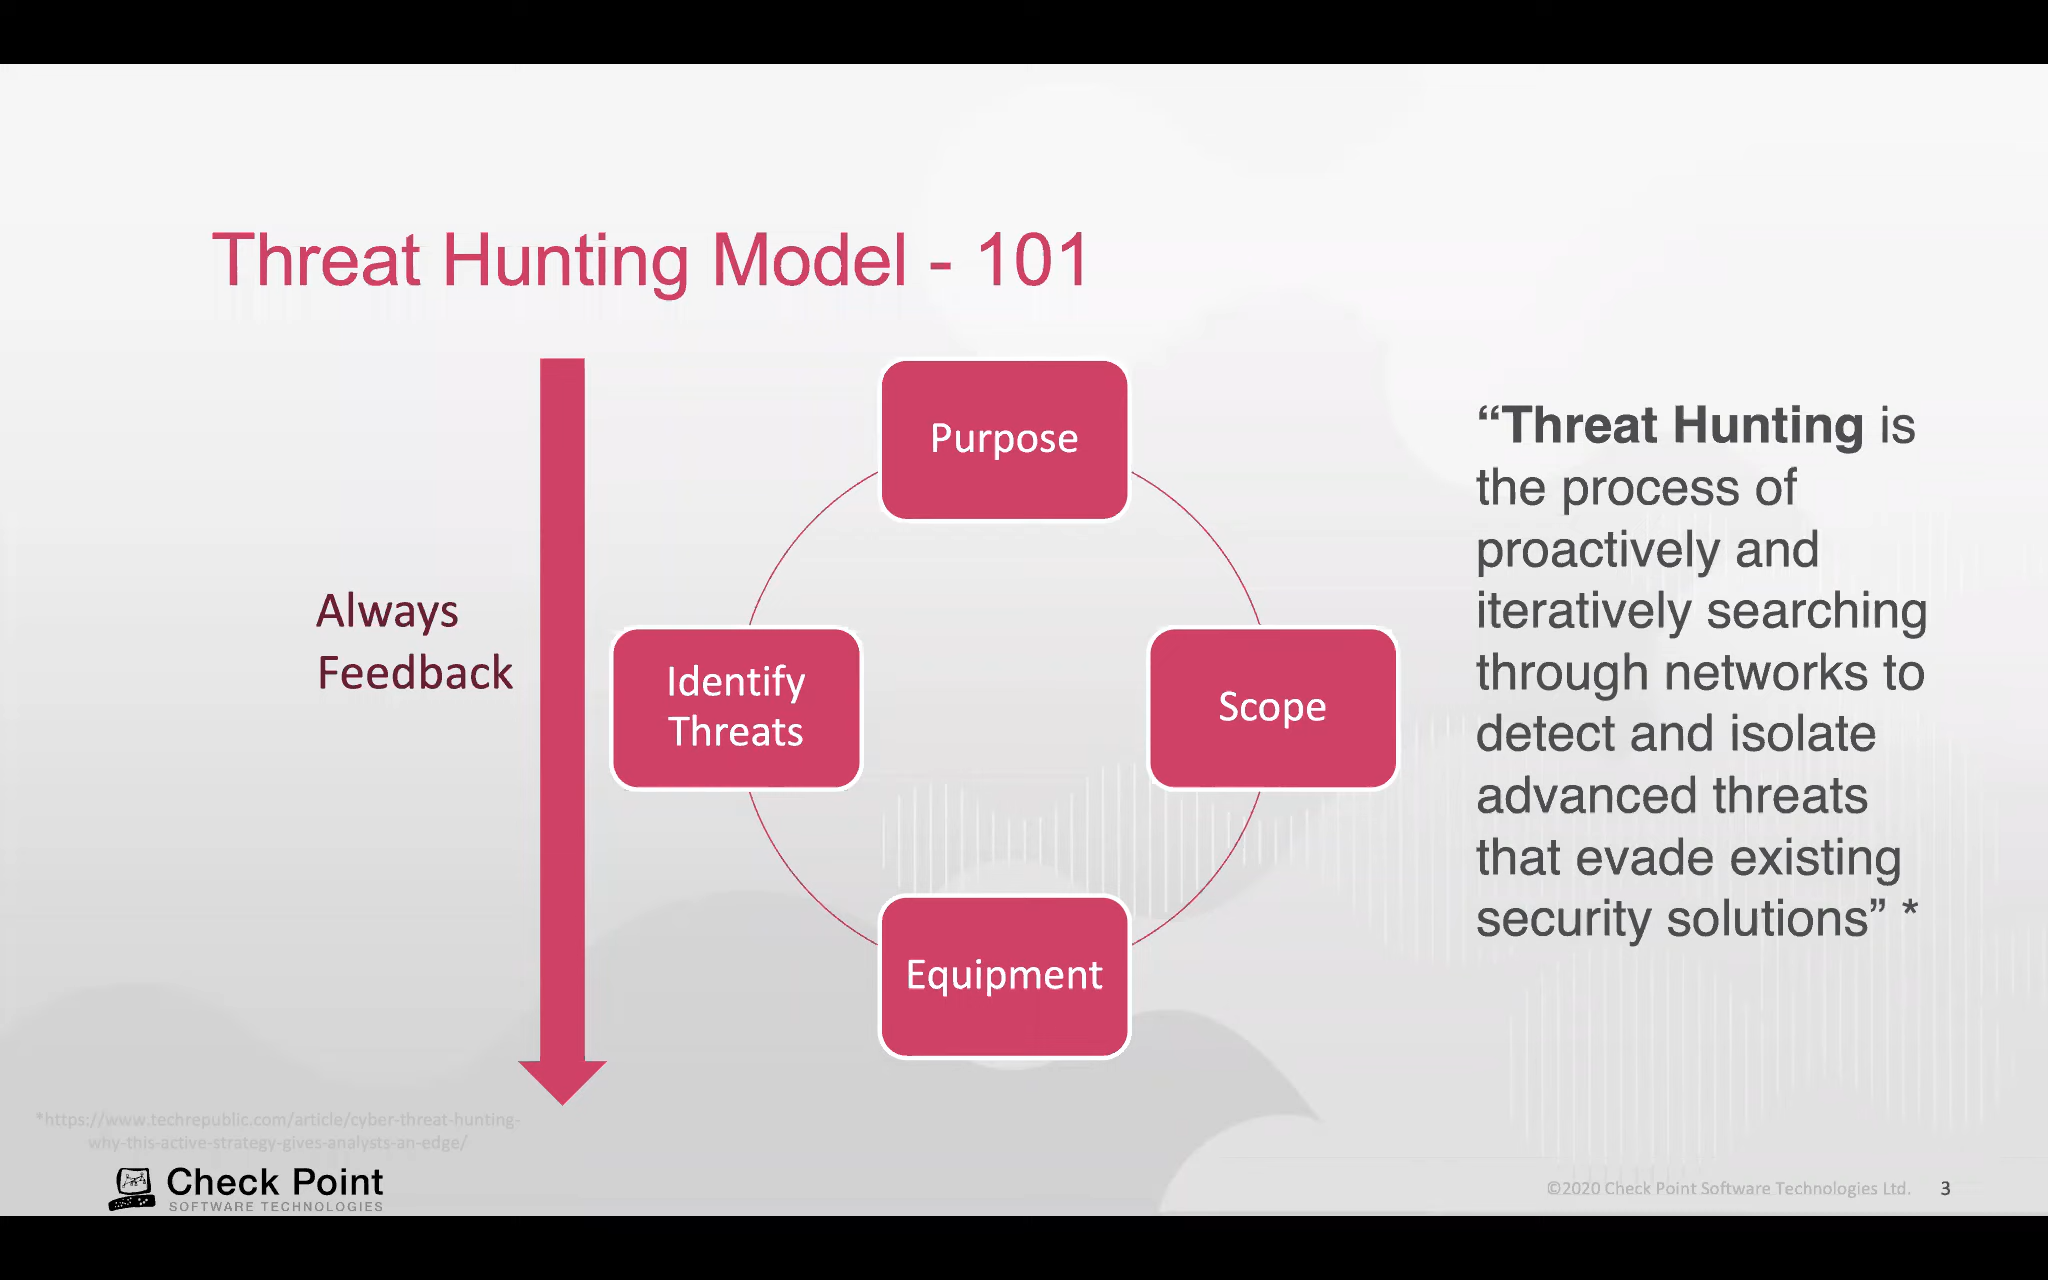 Threat Hunting Model - 101
Always
Feedback
Purpose
Identify
Threats
Scope
Equipment
“Threat Hunting is
the process of
proactively and
iteratively searching
through networks to
detect and isolate
advanced threats
that evade existing
security solutions” *
*https://www.techrepublic.com/article/cyber-threat-hunting-
why-this-active-strategy-gives-analysts-an-edge/
Check Point
SOFTWARE TECHNOLOGIES
©2020 Check Point Software Technologies Ltd. 3